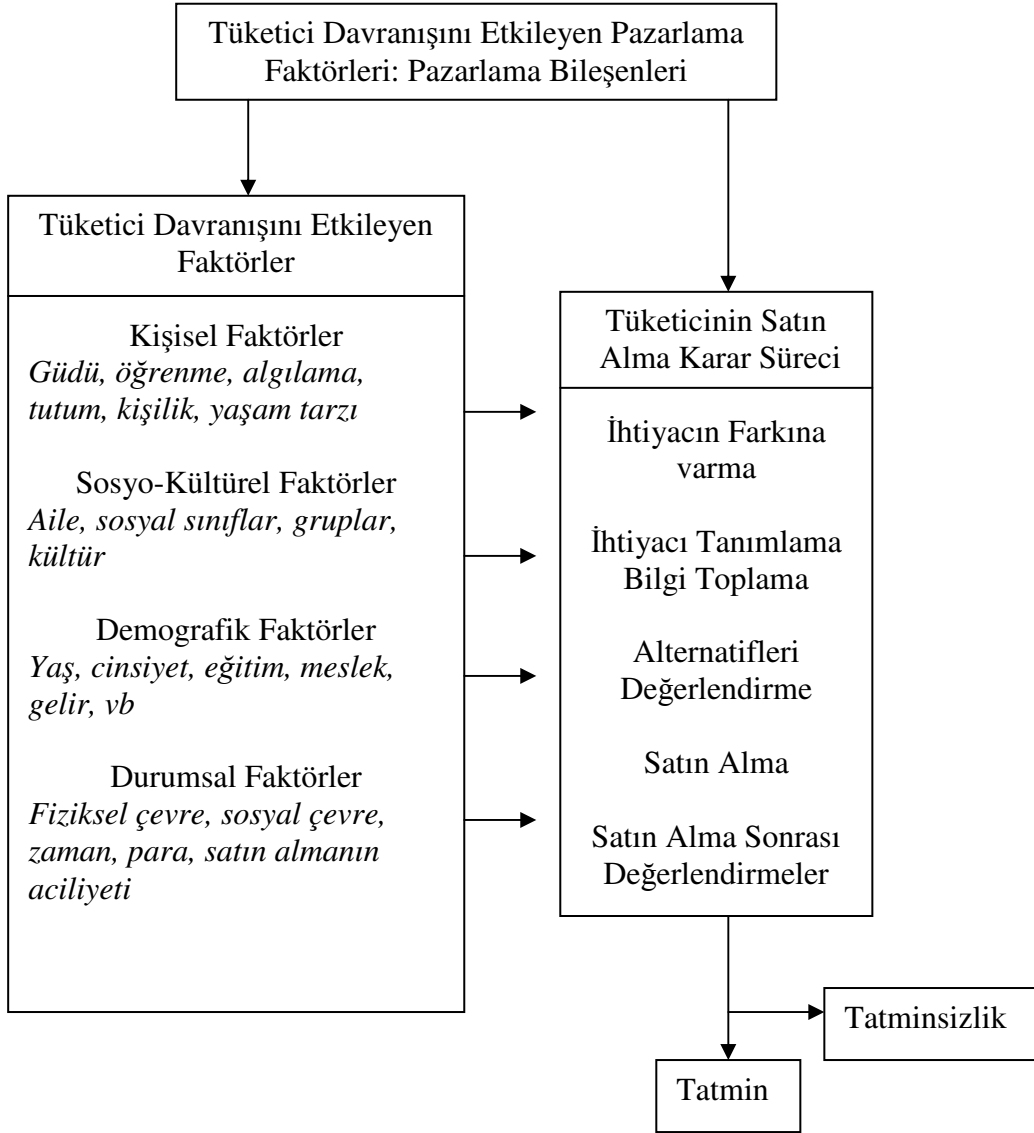 Tüketici Davranışını Etkileyen Pazarlama
Faktörleri: Pazarlama Bileşenleri
Tüketici Davranışını Etkileyen
Faktörler
Kişisel Faktörler
Güdü, öğrenme, algılama,
tutum, kişilik, yaşam tarzı
Sosyo-Kültürel Faktörler
Aile, sosyal sınıflar, gruplar,
kültür
Demografik Faktörler
Yaş, cinsiyet, eğitim, meslek,
gelir, vb
Durumsal Faktörler
Fiziksel çevre, sosyal çevre,
zaman, para, satın almanın
aciliyeti
Tüketicinin Satın
Alma Karar Süreci
İhtiyacın Farkına
varma
İhtiyacı Tanımlama
Bilgi Toplama
Alternatifleri
Değerlendirme
Satın Alma
Satın Alma Sonrası
Değerlendirmeler
Tatminsizlik
Tatmin